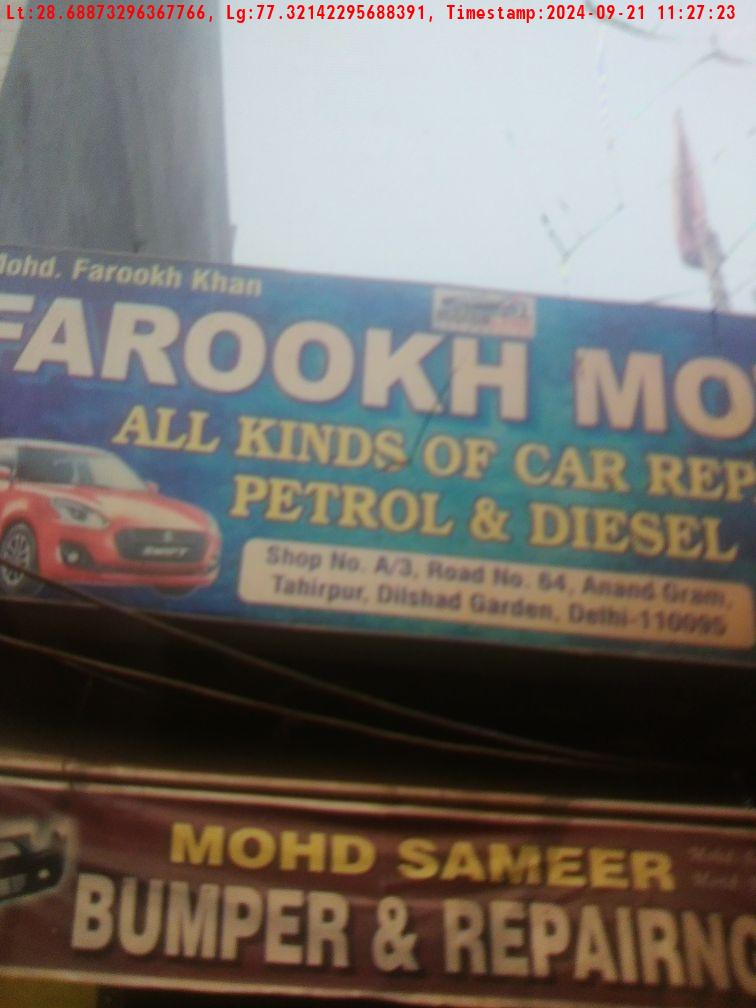 Lt:28.68873296367766, Lg:77.32142295688391, Timestamp:2024-09-21 11:27:23
Mohd. Farookh Khan
FAROOKH MO
ALL KINDS OF CAR REP
PETROL & DIESEL
SWIFT
Shop No. A/3, Road No. 64, Anand Gram,
Tahirpur, Dilshad Garden, Delhi-110095
MOHD SAMEER
BUMPER & REPAIRNG